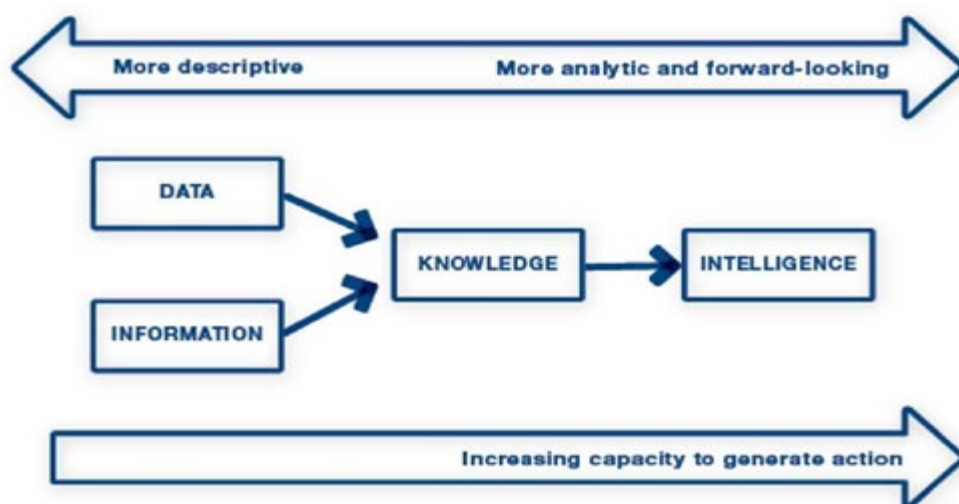 More descriptive
More analytic and forward-looking
DATA
KNOWLEDGE
INTELLIGENCE
INFORMATION
Increasing capacity to generate action